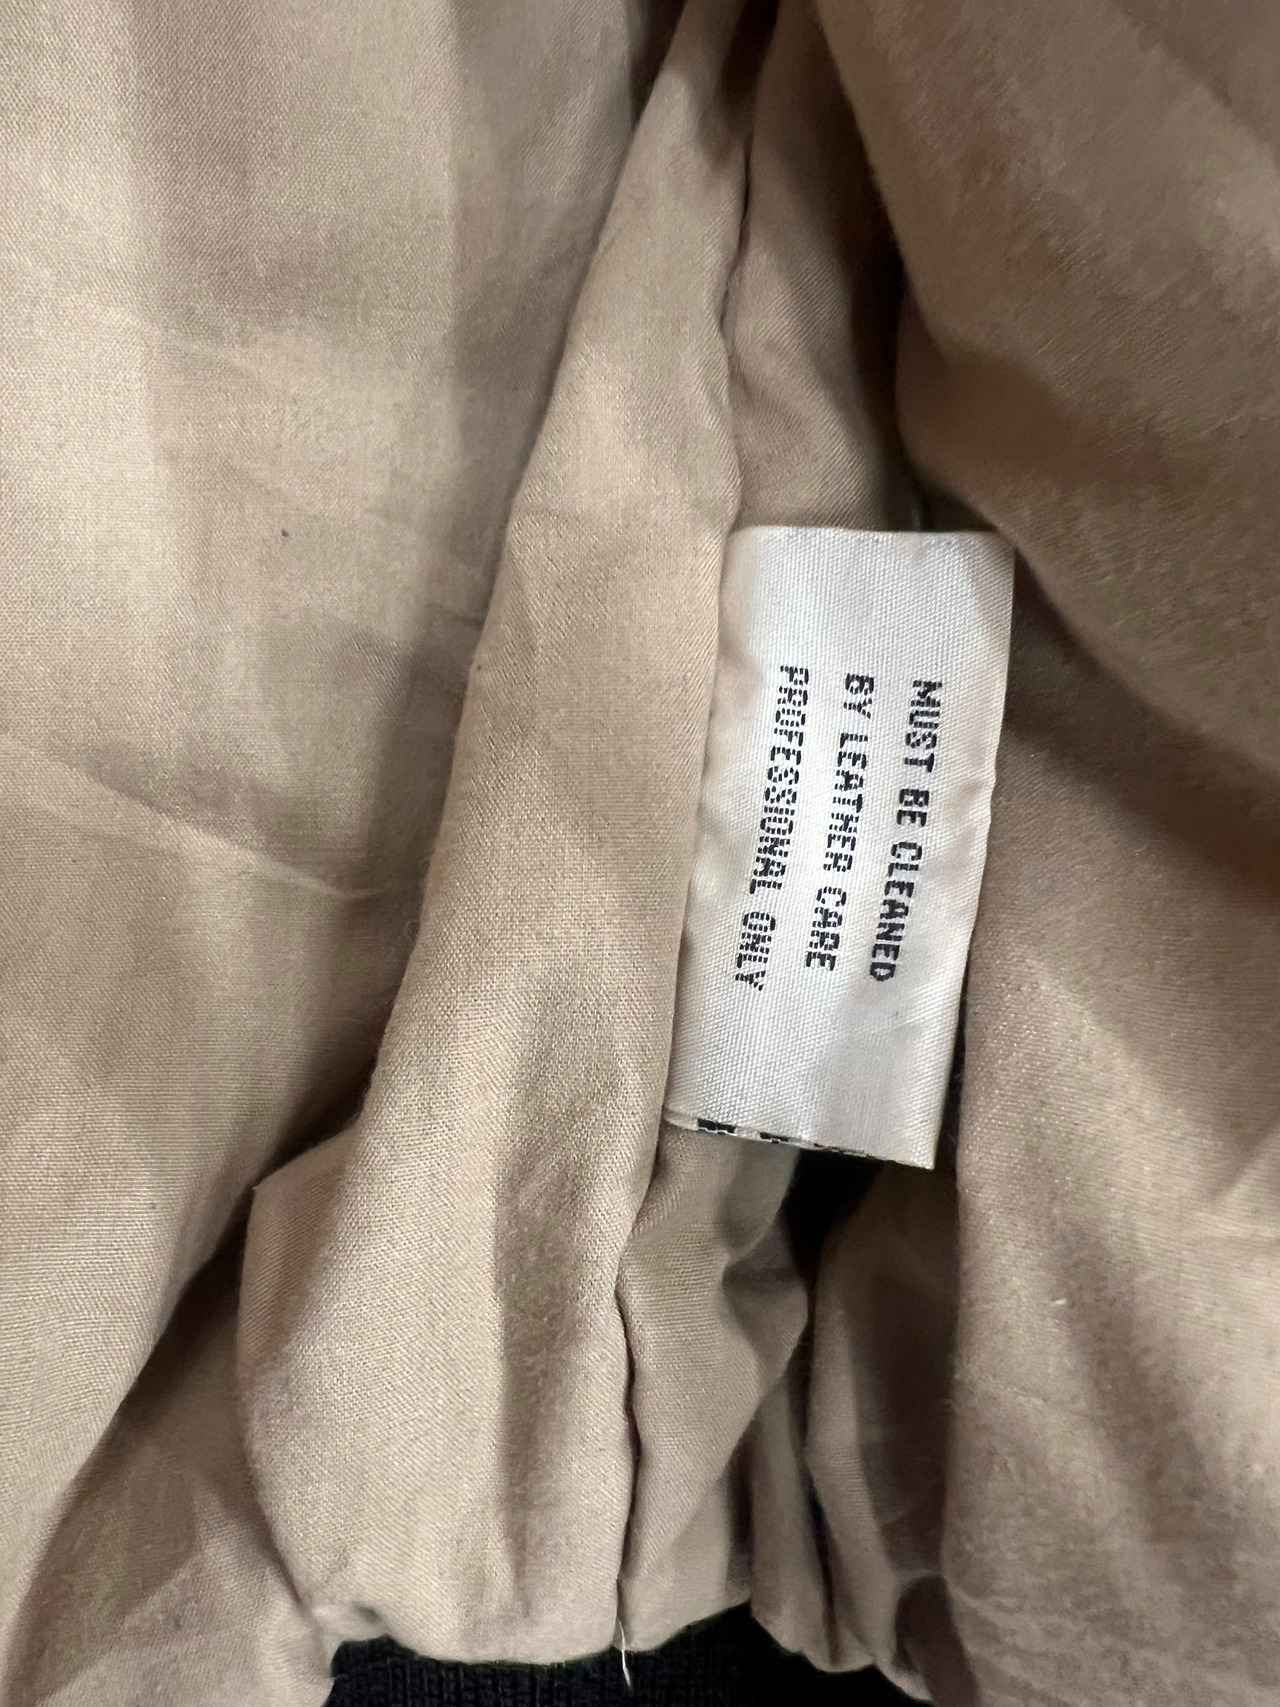 MUST BE CLEANED
BY LEATHER CARE
PROFESSIONAL ONLY